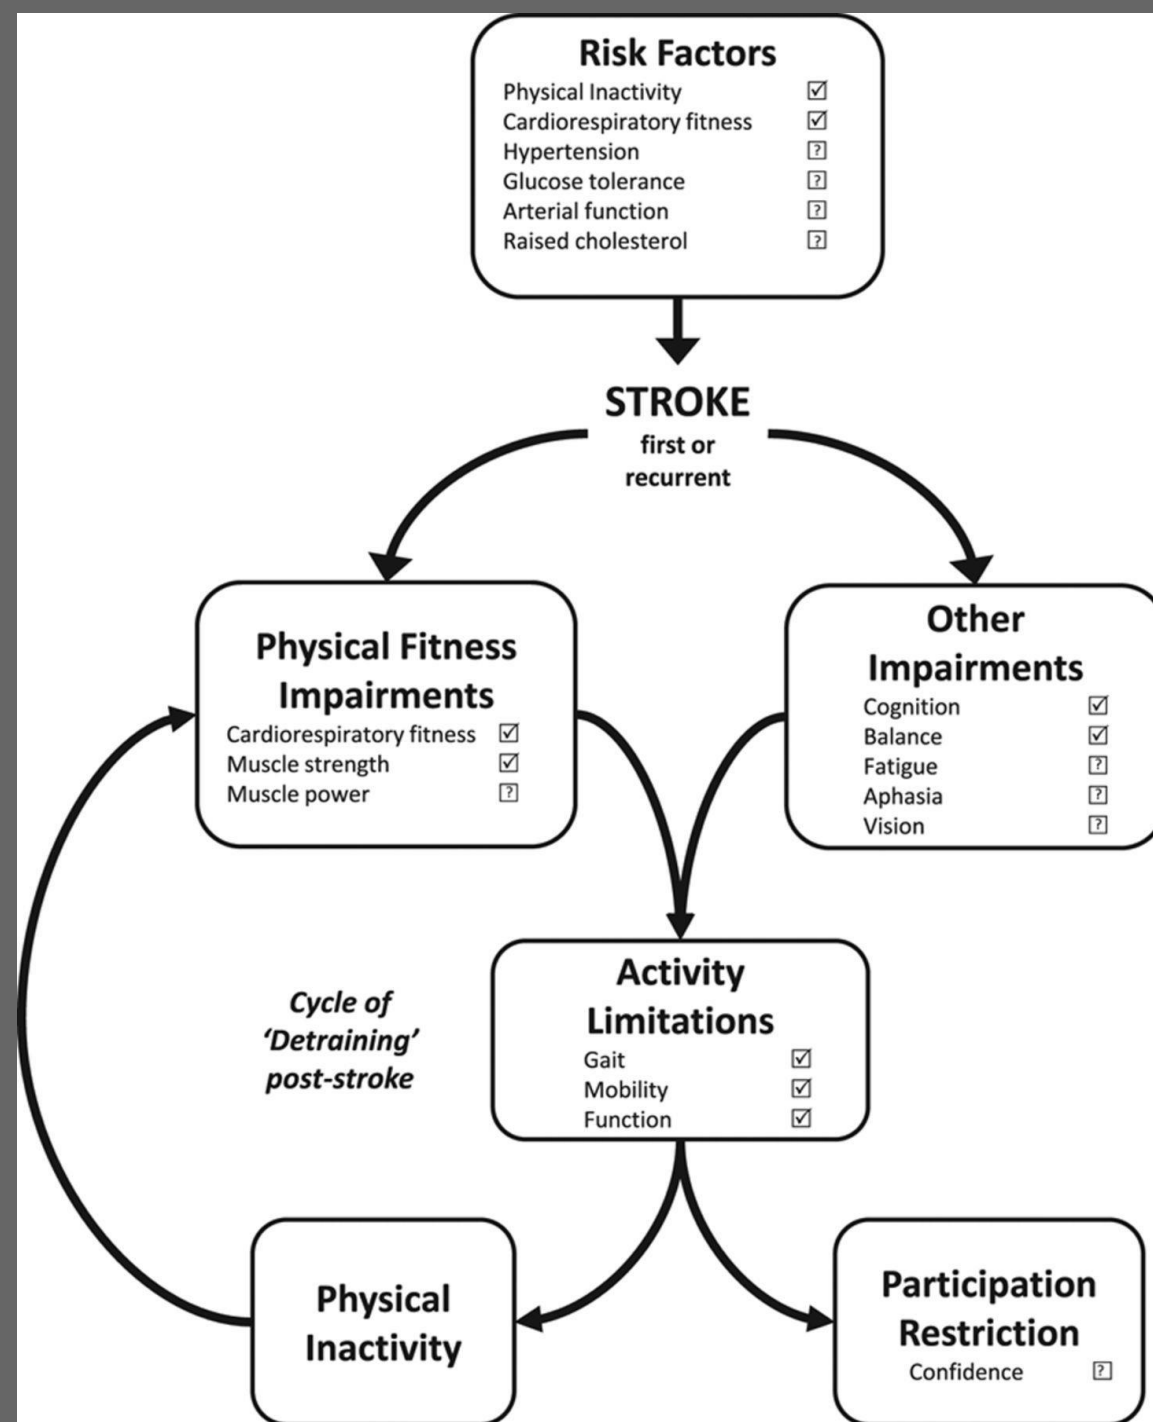 Risk Factors
Physical Inactivity ☑
Cardiorespiratory fitness ☑
Hypertension ?
Glucose tolerance ?
Arterial function ?
Raised cholesterol ?
STROKE
first or
recurrent
Physical Fitness
Impairments
Cardiorespiratory fitness ☑
Muscle strength ☑
Muscle power ?
Other
Impairments
Cognition ☑
Balance ☑
Fatigue ?
Aphasia ?
Vision ?
Activity
Limitations
Gait ☑
Mobility ☑
Function ☑
Cycle of
‘Detraining’
post-stroke
Physical
Inactivity
Participation
Restriction
Confidence ?